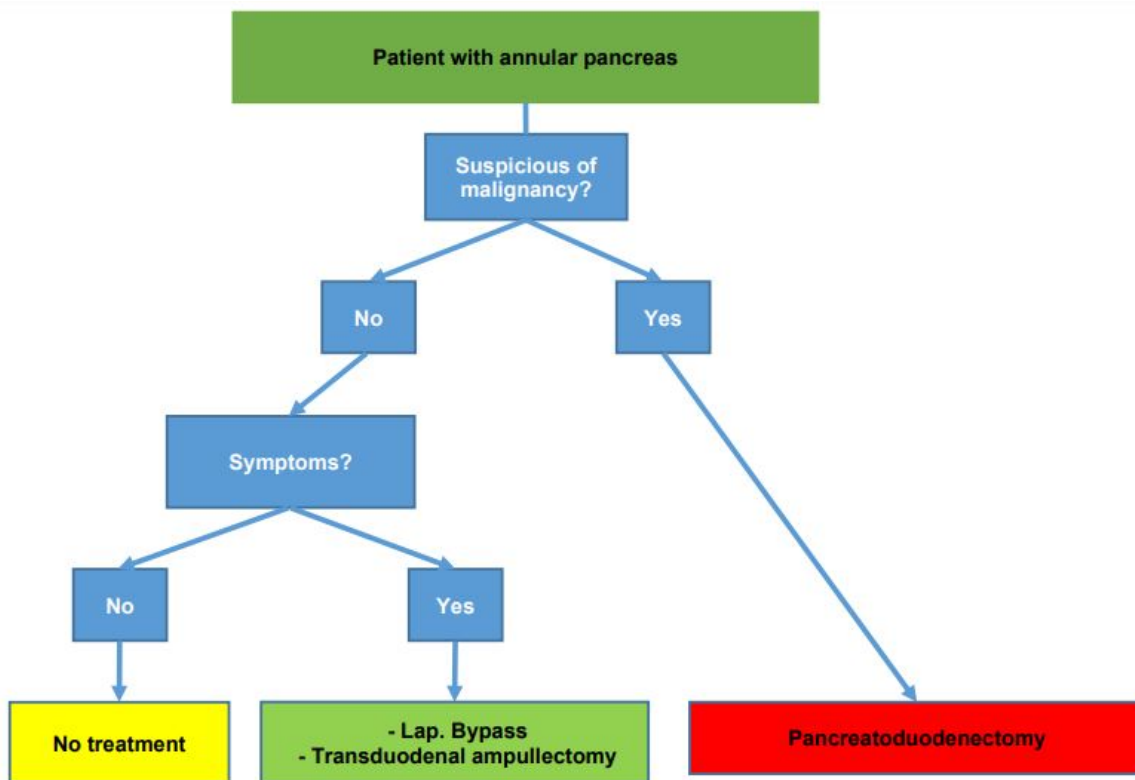 Patient with annular pancreas
Suspicious of
malignancy?
No
Yes
Symptoms?
No
Yes
No treatment
- Lap. Bypass
- Transduodenal ampullectomy
Pancreatoduodenectomy